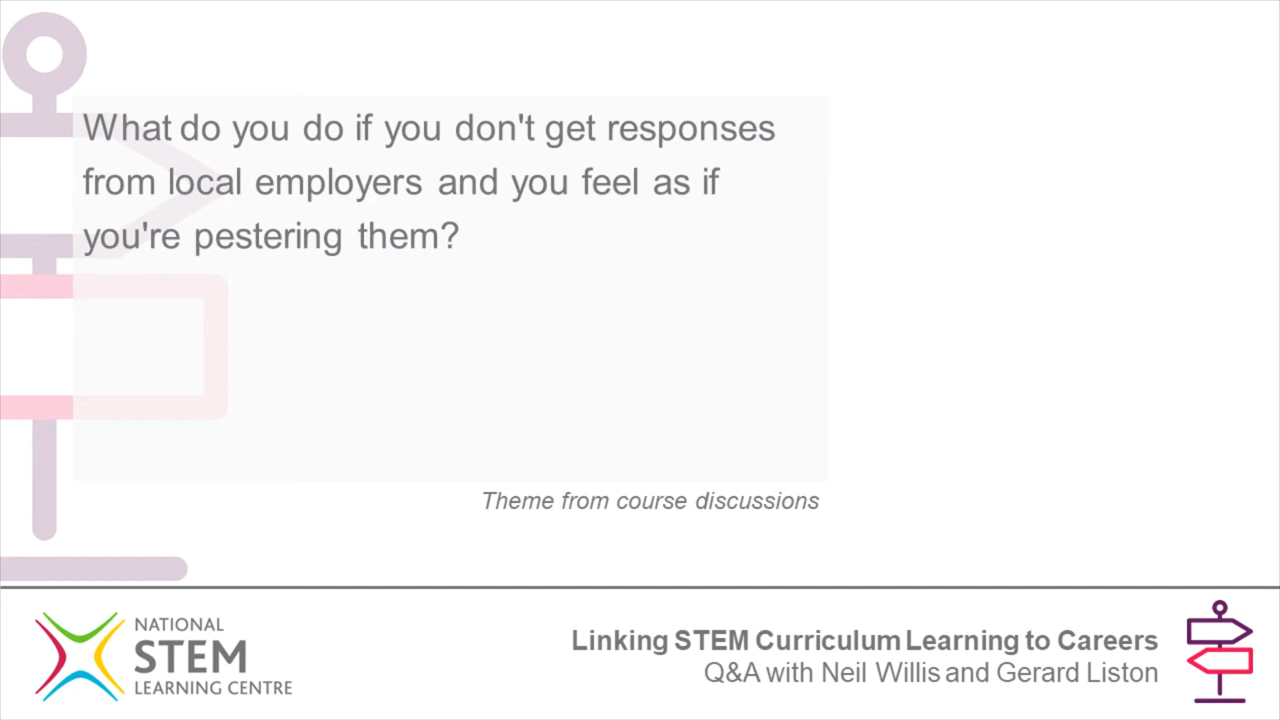 What do you do if you don't get responses
from local employers and you feel as if
you're pestering them?
Theme from course discussions
NATIONAL
STEM
LEARNING CENTRE
Linking STEM Curriculum Learning to Careers
Q&A with Neil Willis and Gerard Liston